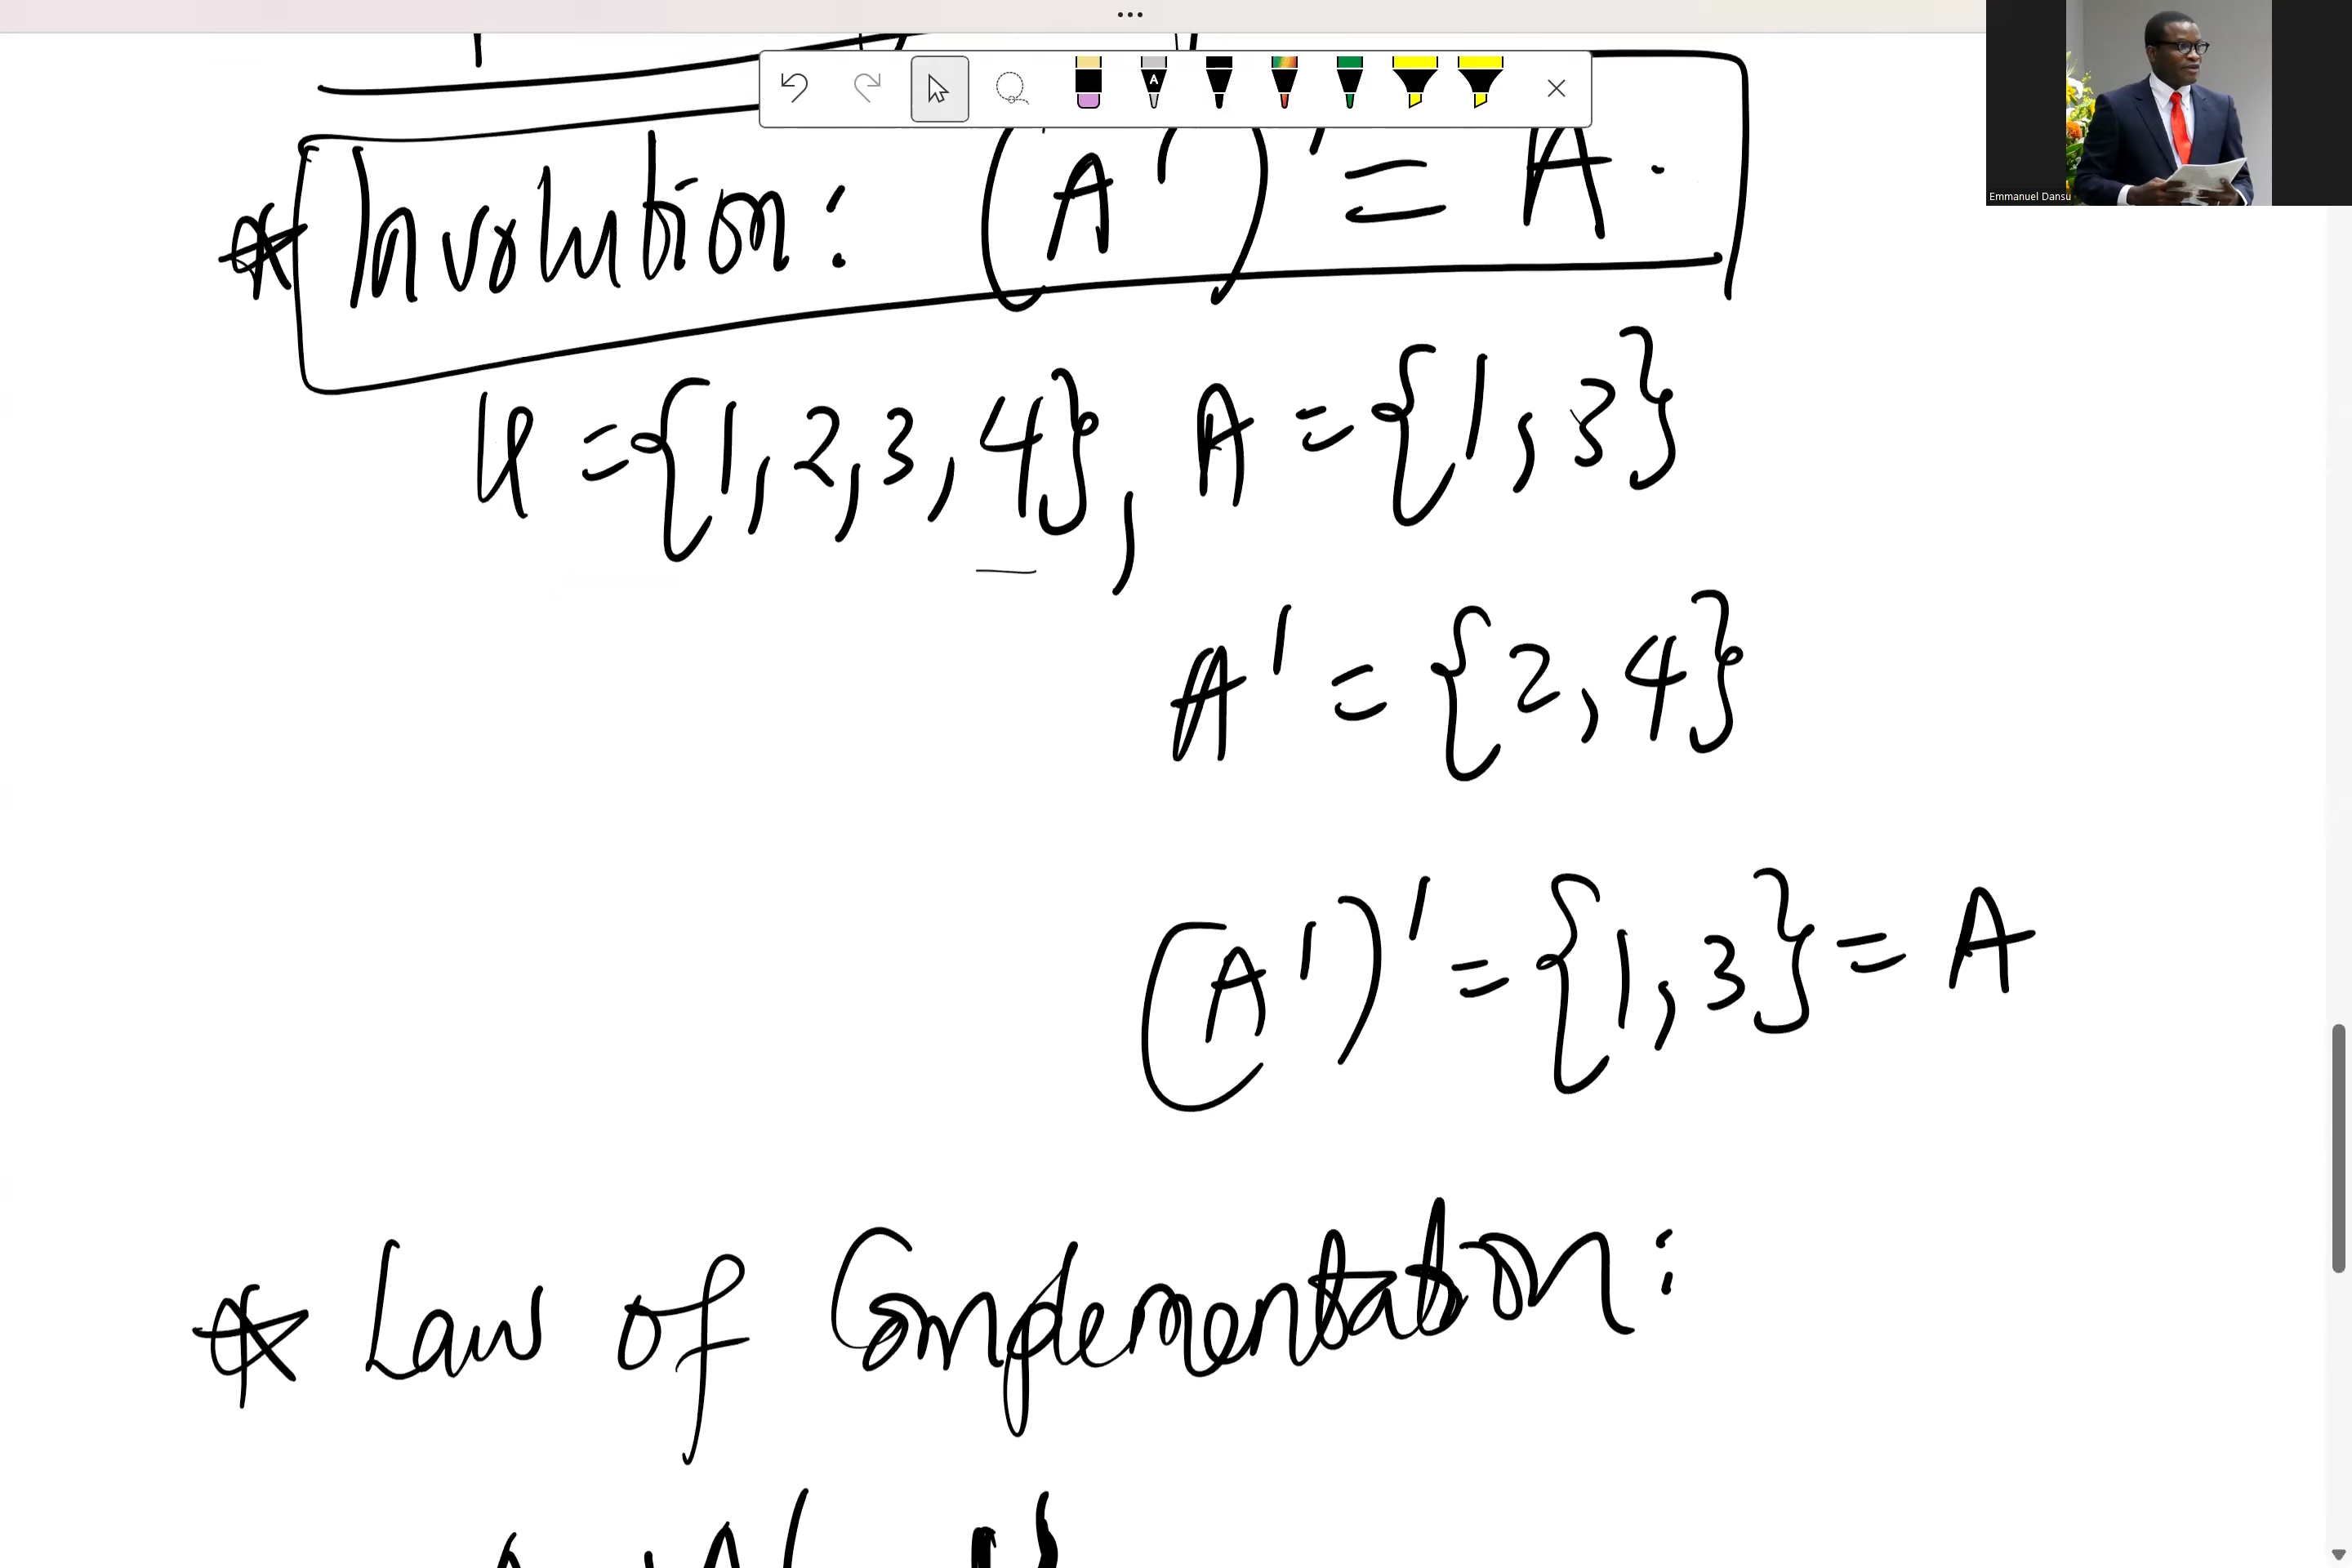 Emmanuel Dansu
* Involution: (A')' = A.
U = {1, 2, 3, 4}, A = {1, 3}
A' = {2, 4}
(A')' = {1, 3} = A
* Law of Complementation: